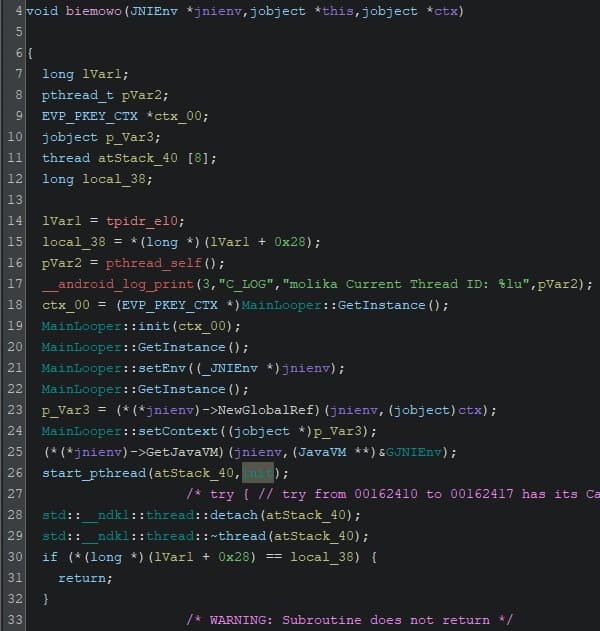 4 void biemowo(JNIEnv *jnienv,jobject *this,jobject *ctx)
5
6 {
7   long lVar1;
8   pthread_t pVar2;
9   EVP_PKEY_CTX *ctx_00;
10   jobject p_Var3;
11   thread atStack_40 [8];
12   long local_38;
13
14   lVar1 = tpidr_el0;
15   local_38 = *(long *)(lVar1 + 0x28);
16   pVar2 = pthread_self();
17   __android_log_print(3,"C_LOG","molika Current Thread ID: %lu",pVar2);
18   ctx_00 = (EVP_PKEY_CTX *)MainLooper::GetInstance();
19   MainLooper::init(ctx_00);
20   MainLooper::GetInstance();
21   MainLooper::setEnv((_JNIEnv *)jnienv);
22   MainLooper::GetInstance();
23   p_Var3 = (*(*jnienv)->NewGlobalRef)(jnienv,(jobject)ctx);
24   MainLooper::setContext((jobject *)p_Var3);
25   (*(*jnienv)->GetJavaVM)(jnienv,(JavaVM **)&GJNIEnv);
26   start_pthread(atStack_40,init);
27                     /* try { // try from 00162410 to 00162417 has its Ca
28   std::__ndk1::thread::detach(atStack_40);
29   std::__ndk1::thread::~thread(atStack_40);
30   if (*(long *)(lVar1 + 0x28) == local_38) {
31     return;
32   }
33                     /* WARNING: Subroutine does not return */